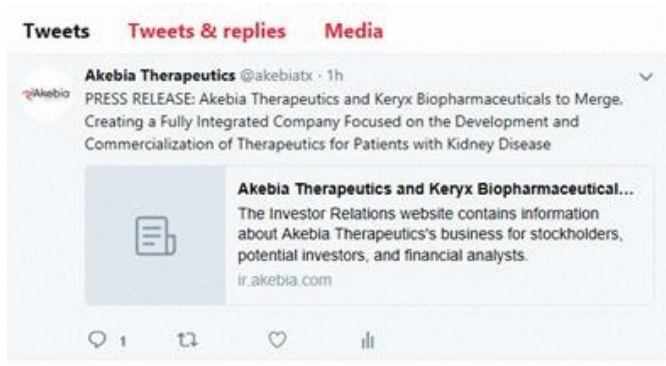 Tweets Tweets & replies Media
Akebia Therapeutics @akebiatx · 1h
Akebia
PRESS RELEASE: Akebia Therapeutics and Keryx Biopharmaceuticals to Merge,
Creating a Fully Integrated Company Focused on the Development and
Commercialization of Therapeutics for Patients with Kidney Disease
Akebia Therapeutics and Keryx Biopharmaceutical...
The Investor Relations website contains information
about Akebia Therapeutics's business for stockholders,
potential investors, and financial analysts.
ir.akebia.com
1